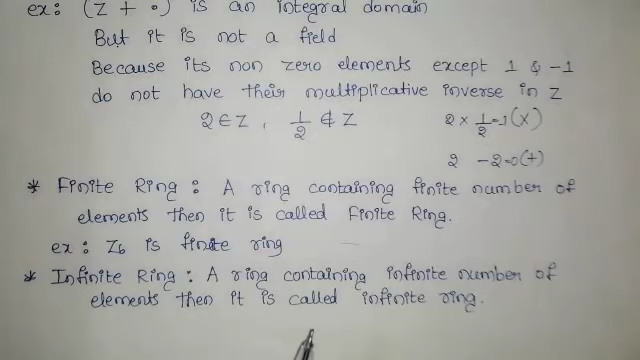 ex: (Z + •) is an integral domain
But it is not a field
Because its non zero elements except 1 & -1
do not have their multiplicative inverse in Z
2 ∈ Z, 1/2 ∉ Z 2 × 1/2 = 1 (×)
2 - 2 = 0 (+)
* Finite Ring: A ring containing finite number of
elements then it is called Finite Ring.
ex: Z6 is finite ring
* Infinite Ring: A ring containing infinite number of
elements then it is called infinite ring.